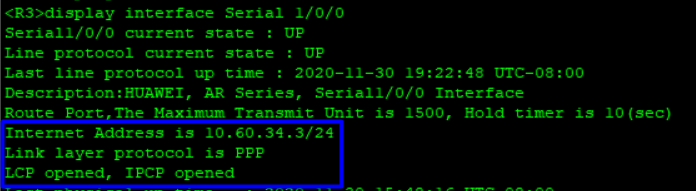 <R3>display interface Serial 1/0/0
Serial1/0/0 current state : UP
Line protocol current state : UP
Last line protocol up time : 2020-11-30 19:22:48 UTC-08:00
Description:HUAWEI, AR Series, Serial1/0/0 Interface
Route Port,The Maximum Transmit Unit is 1500, Hold timer is 10(sec)
Internet Address is 10.60.34.3/24
Link layer protocol is PPP
LCP opened, IPCP opened